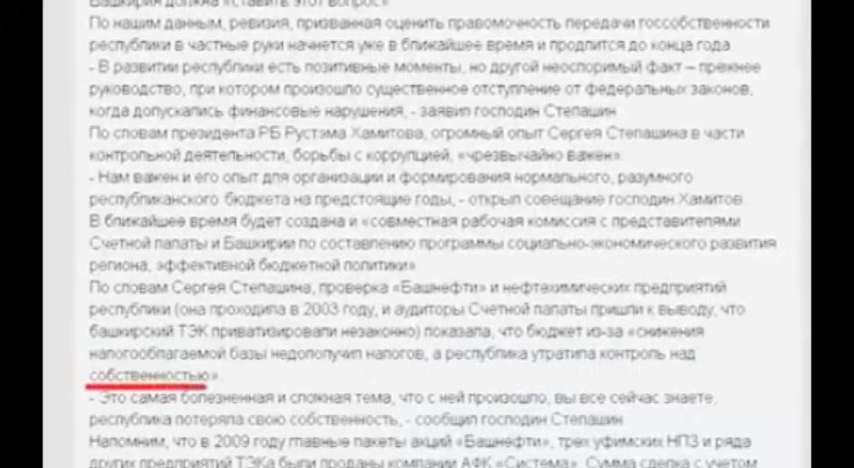 Башкирия должна «ставить этот вопрос»
По нашим данным, ревизия, призванная оценить правомочность передачи госсобственности
республики в частные руки начнется уже в ближайшее время и продлится до конца года
- В развитии республики есть позитивные моменты, но другой неоспоримый факт – прежнее
руководство, при котором произошло существенное отступление от федеральных законов,
когда допускались финансовые нарушения, - заявил господин Степашин
По словам президента РБ Рустэма Хамитова, огромный опыт Сергея Степашина в части
контрольной деятельности, борьбы с коррупцией, «чрезвычайно важен»
- Нам важен и его опыт для организации и формирования нормального, разумного
республиканского бюджета на предстоящие годы, - открыл совещание господин Хамитов
В ближайшее время будет создана и «совместная рабочая комиссия с представителями
Счетной палаты и Башкирии по составлению программы социально-экономического развития
региона, эффективной бюджетной политики»
По словам Сергея Степашина, проверка «Башнефти» и нефтехимических предприятий
республики (она проходила в 2003 году, и аудиторы Счетной палаты пришли к выводу, что
башкирский ТЭК приватизировали незаконно) показала, что бюджет из-за «снижения
налогооблагаемой базы недополучил налогов, а республика утратила контроль над
собственностью»
- Это самая болезненная и сложная тема, что с ней произошло, вы все сейчас знаете,
республика потеряла свою собственность, - сообщил господин Степашин
Напомним, что в 2009 году главные пакеты акций «Башнефти», трех уфимских НПЗ и ряда
других предприятий ТЭКа были проданы компании АФК «Система». Сумма сделка с учетом